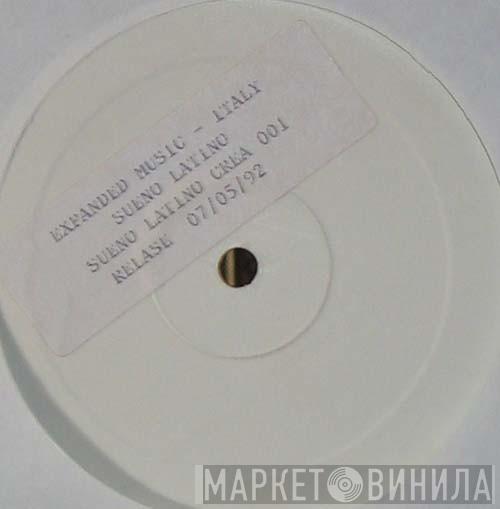 EXPANDED MUSIC - ITALY
SUENO LATINO
SUENO LATINO CREA 001
RELASE 07/05/92
МАРКЕТ ВИНИЛА